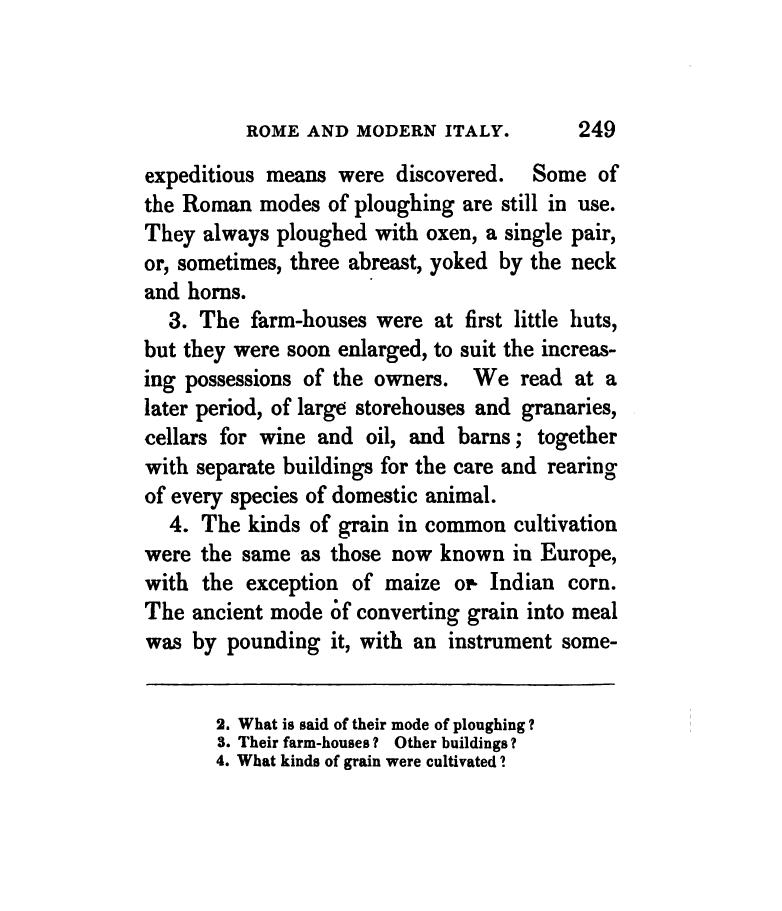 ROME AND MODERN ITALY. 249
expeditious means were discovered. Some of
the Roman modes of ploughing are still in use.
They always ploughed with oxen, a single pair,
or, sometimes, three abreast, yoked by the neck
and horns.
3. The farm-houses were at first little huts,
but they were soon enlarged, to suit the increas-
ing possessions of the owners. We read at a
later period, of large storehouses and granaries,
cellars for wine and oil, and barns; together
with separate buildings for the care and rearing
of every species of domestic animal.
4. The kinds of grain in common cultivation
were the same as those now known in Europe,
with the exception of maize or Indian corn.
The ancient mode of converting grain into meal
was by pounding it, with an instrument some-
2. What is said of their mode of ploughing?
3. Their farm-houses? Other buildings?
4. What kinds of grain were cultivated?